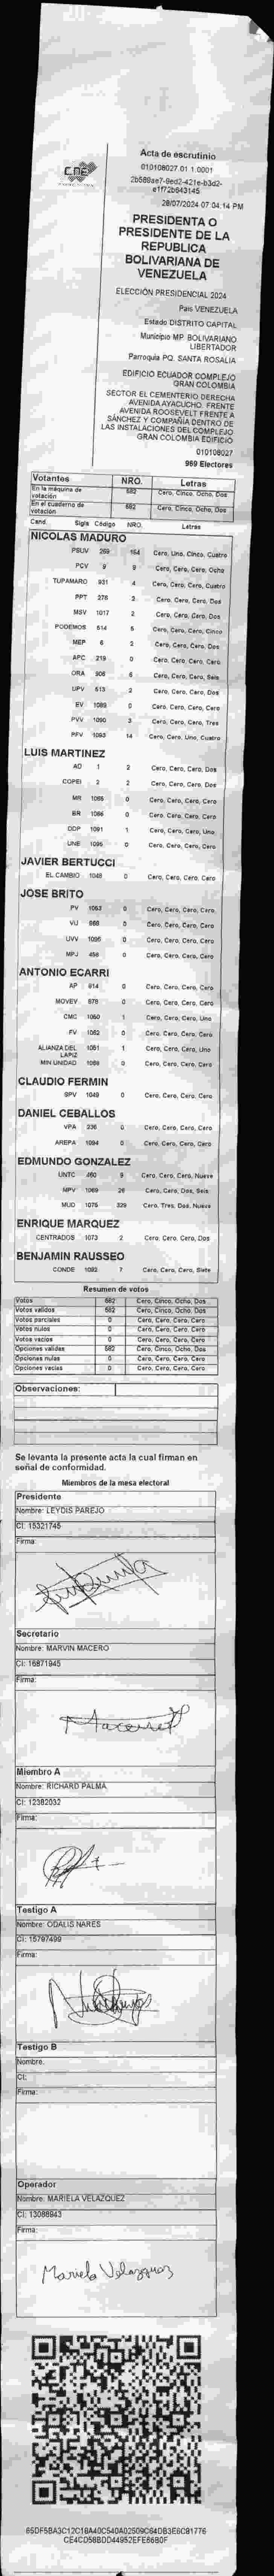 CNE
Acta de escrutinio
010108027.01.1.0001
28/07/2024 07:04:14 PM
PRESIDENTA O
PRESIDENTE DE LA
REPUBLICA
BOLIVARIANA DE
VENEZUELA
ELECCIÓN PRESIDENCIAL 2024
País VENEZUELA
Estado DISTRITO CAPITAL
Municipio MP. BOLIVARIANO
LIBERTADOR
Parroquia PQ. SANTA ROSALIA
EDIFICIO ECUADOR COMPLEJO
GRAN COLOMBIA
SECTOR EL CEMENTERIO DERECHA
AVENIDA AYACUCHO. FRENTE
AVENIDA ROOSEVELT FRENTE A
SÁNCHEZ Y COMPAÑÍA DENTRO DE
LAS INSTALACIONES DEL COMPLEJO
GRAN COLOMBIA EDIFICIO
010108027
969 Electores
Votantes NRO. Letras
En la máquina de votación 582 Cero, Cinco, Ocho, Dos
En el cuaderno de votación 582 Cero, Cinco, Ocho, Dos
Cand. Sigla Código NRO. Letras
NICOLAS MADURO
PSUV 269 154 Cero, Uno, Cinco, Cuatro
PCV 9 8 Cero, Cero, Cero, Ocho
TUPAMARO 931 4 Cero, Cero, Cero, Cuatro
PPT 276 2 Cero, Cero, Cero, Dos
MSV 1017 2 Cero, Cero, Cero, Dos
PODEMOS 514 5 Cero, Cero, Cero, Cinco
MEP 6 2 Cero, Cero, Cero, Dos
APC 219 0 Cero, Cero, Cero, Cero
ORA 906 6 Cero, Cero, Cero, Seis
UPV 513 2 Cero, Cero, Cero, Dos
EV 1089 0 Cero, Cero, Cero, Cero
PVV 1090 3 Cero, Cero, Cero, Tres
PFV 1093 14 Cero, Cero, Uno, Cuatro
LUIS MARTINEZ
AD 1 2 Cero, Cero, Cero, Dos
COPEI 2 2 Cero, Cero, Cero, Dos
MR 1065 0 Cero, Cero, Cero, Cero
BR 1066 0 Cero, Cero, Cero, Cero
DDP 1091 1 Cero, Cero, Cero, Uno
UNE 1095 0 Cero, Cero, Cero, Cero
JAVIER BERTUCCI
EL CAMBIO 1048 0 Cero, Cero, Cero, Cero
JOSE BRITO
PV 1063 0 Cero, Cero, Cero, Cero
VU 968 0 Cero, Cero, Cero, Cero
UVV 1096 0 Cero, Cero, Cero, Cero
MPJ 458 0 Cero, Cero, Cero, Cero
ANTONIO ECARRI
AP 914 0 Cero, Cero, Cero, Cero
MOVEV 978 0 Cero, Cero, Cero, Cero
CMC 1050 1 Cero, Cero, Cero, Uno
FV 1052 0 Cero, Cero, Cero, Cero
ALIANZA DEL LAPIZ 1051 1 Cero, Cero, Cero, Uno
MIN UNIDAD 1069 0 Cero, Cero, Cero, Cero
CLAUDIO FERMIN
SPV 1049 0 Cero, Cero, Cero, Cero
DANIEL CEBALLOS
VPA 236 0 Cero, Cero, Cero, Cero
AREPA 1094 0 Cero, Cero, Cero, Cero
EDMUNDO GONZALEZ
UNTC 460 9 Cero, Cero, Cero, Nueve
MPV 1069 26 Cero, Cero, Dos, Seis
MUD 1075 329 Cero, Tres, Dos, Nueve
ENRIQUE MARQUEZ
CENTRADOS 1073 2 Cero, Cero, Cero, Dos
BENJAMIN RAUSSEO
CONDE 1092 7 Cero, Cero, Cero, Siete
Resumen de votos
Votos 582 Cero, Cinco, Ocho, Dos
Votos validos 582 Cero, Cinco, Ocho, Dos
Votos parciales 0 Cero, Cero, Cero, Cero
Votos nulos 0 Cero, Cero, Cero, Cero
Votos vacíos 0 Cero, Cero, Cero, Cero
Opciones validas 582 Cero, Cinco, Ocho, Dos
Opciones nulas 0 Cero, Cero, Cero, Cero
Opciones vacías 0 Cero, Cero, Cero, Cero
Observaciones:
Se levanta la presente acta la cual firman en
señal de conformidad.
Miembros de la mesa electoral
Presidente
Nombre: LEYDIS PAREJO
CI: 15321745
Firma:
Secretario
Nombre: MARVIN MACERO
CI: 16871945
Firma:
Miembro A
Nombre: RICHARD PALMA
CI: 12382032
Firma:
Testigo A
Nombre: ODALIS NARES
CI: 15797499
Firma:
Testigo B
Nombre:
CI:
Firma:
Operador
Nombre: MARIELA VELAZQUEZ
CI: 13088943
Firma:
Mariela Velazquez